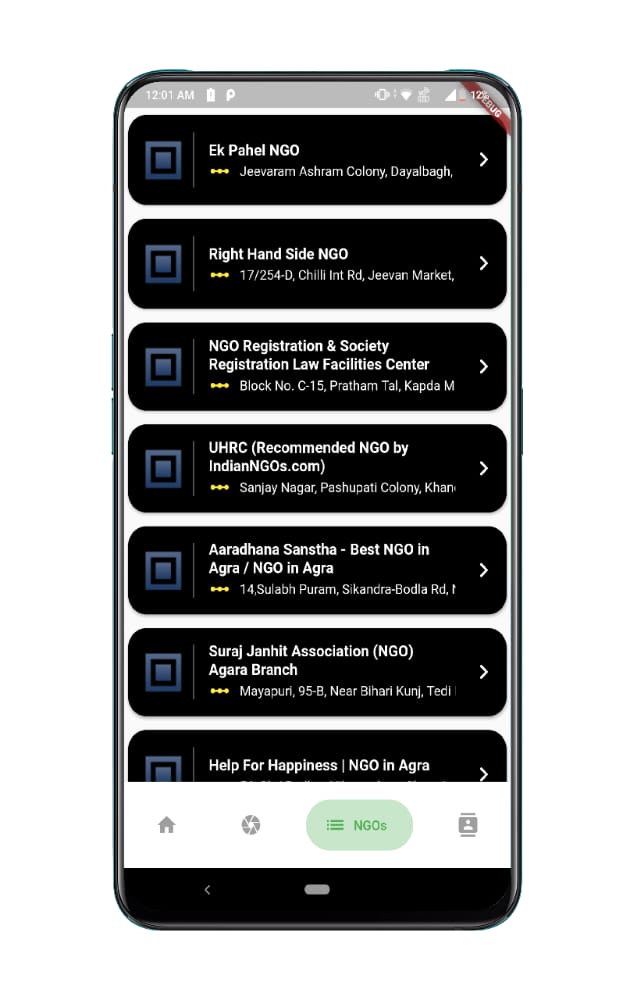 12:01 AM
12%
DEBUG
Ek Pahel NGO
Jeevaram Ashram Colony, Dayalbagh,
Right Hand Side NGO
17/254-D, Chilli Int Rd, Jeevan Market,
NGO Registration & Society
Registration Law Facilities Center
Block No. C-15, Pratham Tal, Kapda M
UHRC (Recommended NGO by
IndianNGOs.com)
Sanjay Nagar, Pashupati Colony, Khan
Aaradhana Sanstha - Best NGO in
Agra / NGO in Agra
14,Sulabh Puram, Sikandra-Bodla Rd,
Suraj Janhit Association (NGO)
Agara Branch
Mayapuri, 95-B, Near Bihari Kunj, Tedi
Help For Happiness | NGO in Agra
NGOs